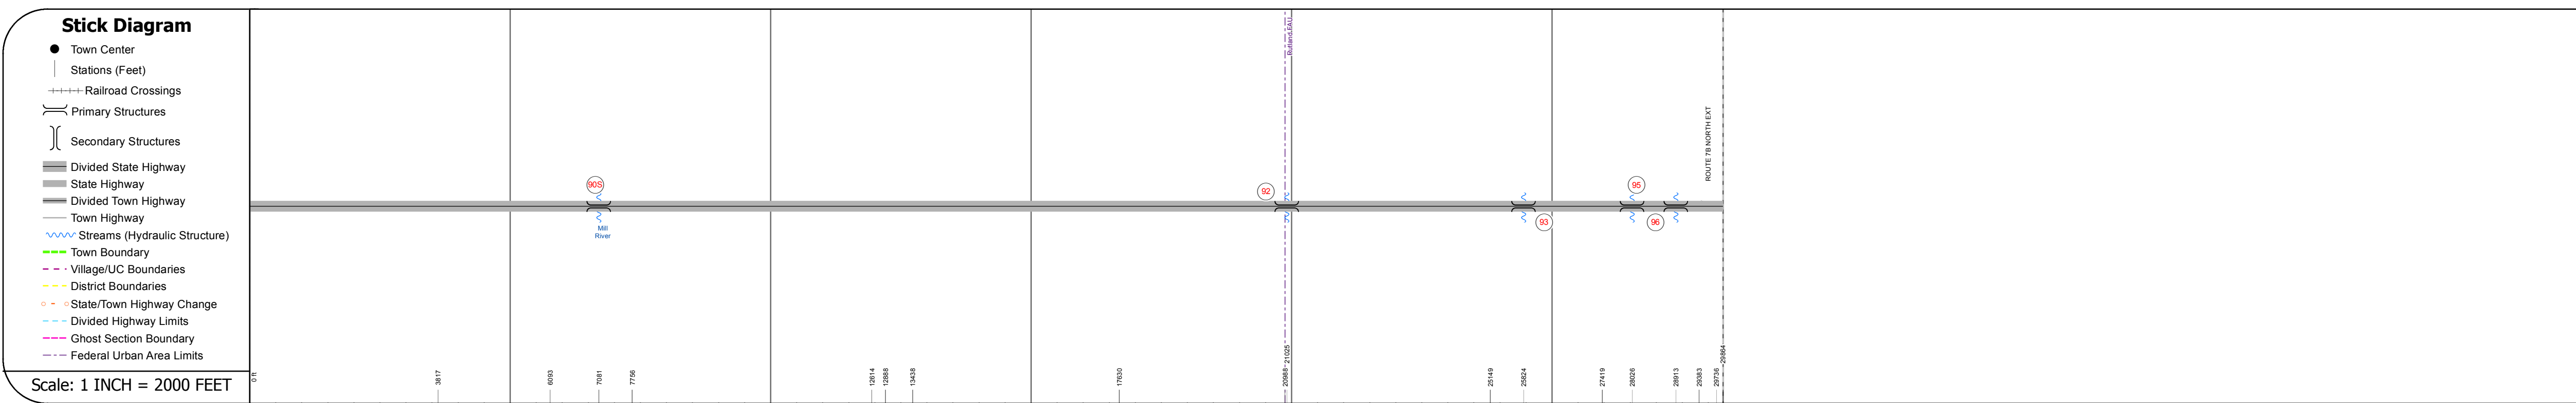 Stick Diagram
Town Center
Stations (Feet)
Railroad Crossings
Primary Structures
Secondary Structures
Divided State Highway
State Highway
Divided Town Highway
Town Highway
Streams (Hydraulic Structure)
Town Boundary
Village/UC Boundaries
District Boundaries
State/Town Highway Change
Divided Highway Limits
Ghost Section Boundary
Federal Urban Area Limits
Scale: 1 INCH = 2000 FEET
Rutland FAU
ROUTE 7B NORTH EXT
90S
92
93
95
96
Mill
River
0 ft
3817
6093
7081
7756
12614
12888
13438
17630
20988
21025
25149
25824
27419
28026
28913
29383
29736
29864